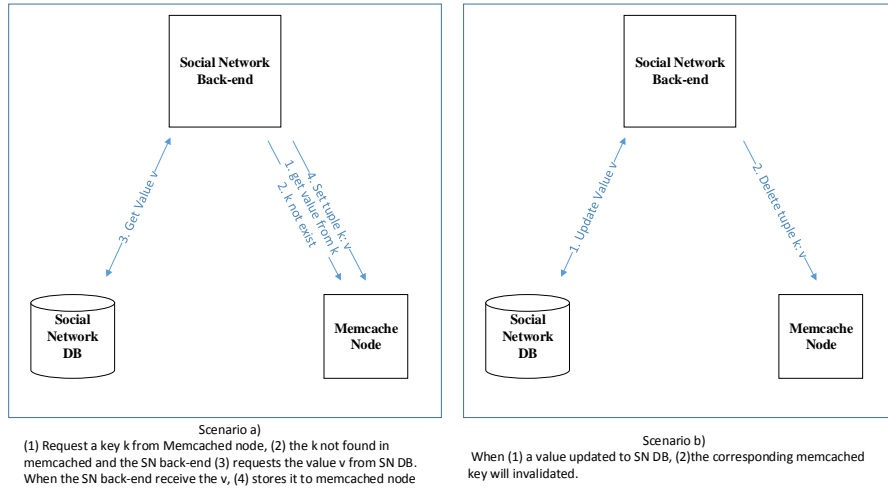 Social Network
Back-end
3. Get Value v
4. Set tuple k: v
1. get value from k
2. k not exist
Social
Network
DB
Memcache
Node
Scenario a)
(1) Request a key k from Memcached node, (2) the k not found in
memcached and the SN back-end (3) requests the value v from SN DB.
When the SN back-end receive the v, (4) stores it to memcached node
Social Network
Back-end
1. Update Value v
2. Delete tuple k: v
Social
Network
DB
Memcache
Node
Scenario b)
When (1) a value updated to SN DB, (2)the corresponding memcached
key will invalidated.